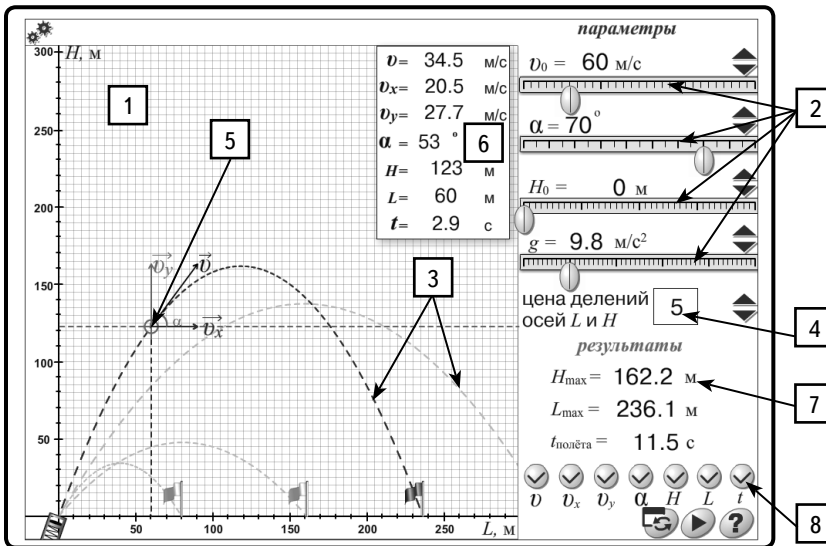 H, м
300
250
200
150
100
50
0
50
100
150
200
250
L, м
1
5
υ= 34.5 м/с
υx= 20.5 м/с
υy= 27.7 м/с
α = 53 °
6
H= 123 м
L= 60 м
t= 2.9 с
υy
υ
α
υx
3
параметры
υ0 = 60 м/с
2
α = 70°
H0 = 0 м
g = 9.8 м/с2
цена делений
осей L и H
5
4
результаты
Hmax = 162.2 м
7
Lmax = 236.1 м
tполёта = 11.5 с
υ υx υy α H L t
8
?